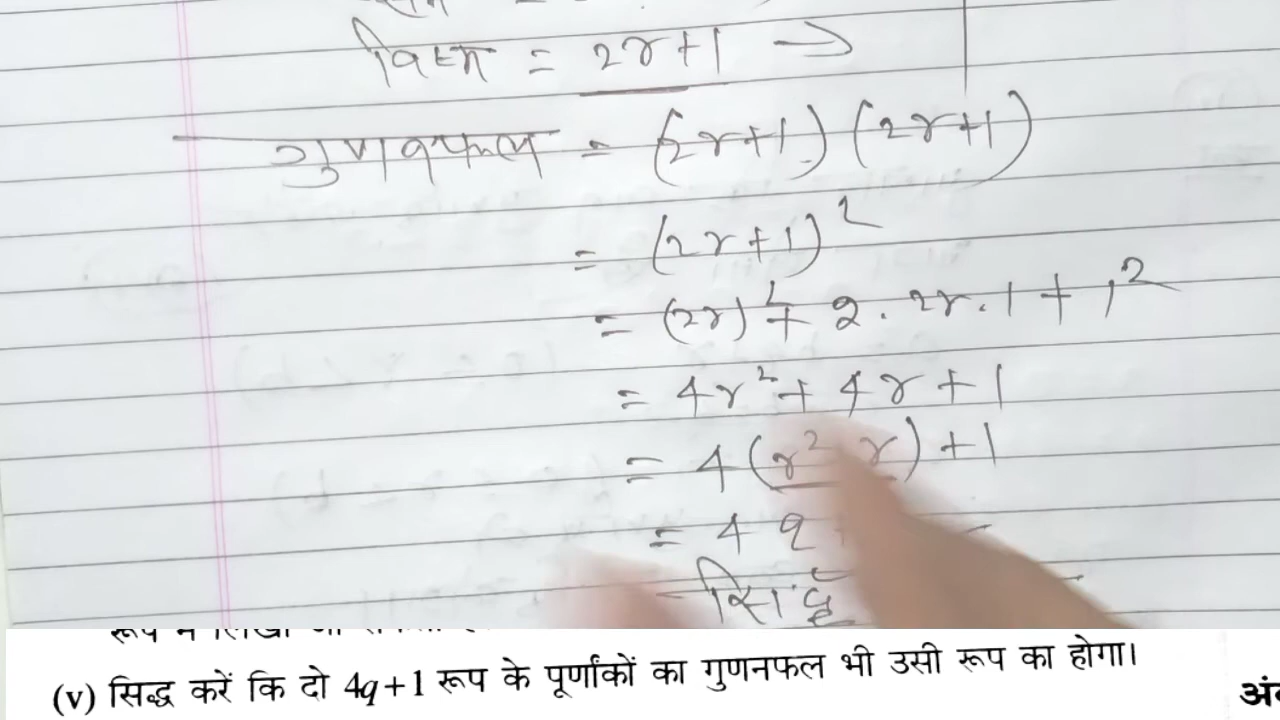 विषम = 2r+1 →
गुणनफल = (2r+1) (2r+1)
= (2r+1)²
= (2r)² + 2. 2r. 1 + 1²
= 4r² + 4r + 1
= 4 (r² r) + 1
= 4 q
सिद्ध
(v) सिद्ध करें कि दो 4q+1 रूप के पूर्णांकों का गुणनफल भी उसी रूप का होगा।